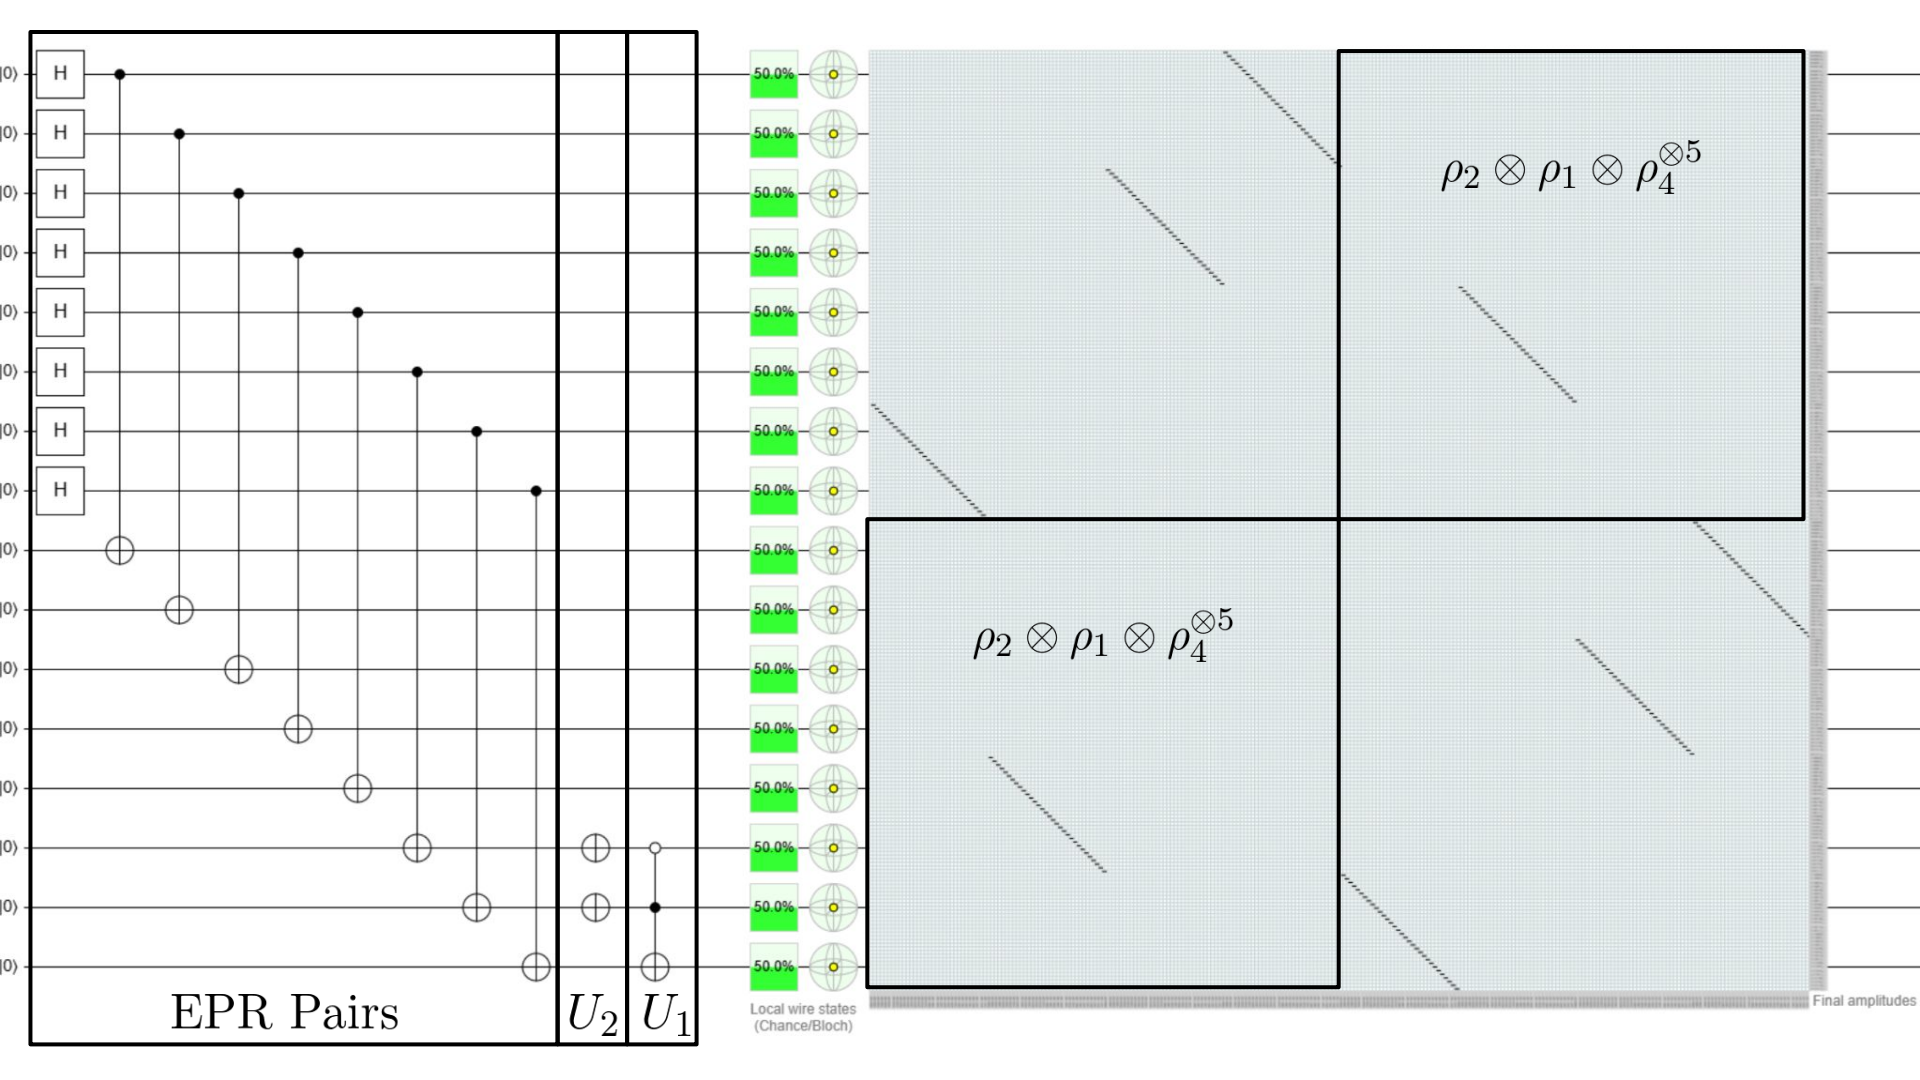 |0⟩ H 50.0%
|0⟩ H 50.0%
|0⟩ H 50.0%
|0⟩ H 50.0%
|0⟩ H 50.0%
|0⟩ H 50.0%
|0⟩ H 50.0%
|0⟩ H 50.0%
|0⟩ 50.0%
|0⟩ 50.0%
|0⟩ 50.0%
|0⟩ 50.0%
|0⟩ 50.0%
|0⟩ 50.0%
|0⟩ 50.0%
|0⟩ 50.0%
ρ₂ ⊗ ρ₁ ⊗ ρ₄^⊗5
ρ₂ ⊗ ρ₁ ⊗ ρ₄^⊗5
EPR Pairs
U₂
U₁
Local wire states
(Chance/Bloch)
Final amplitudes